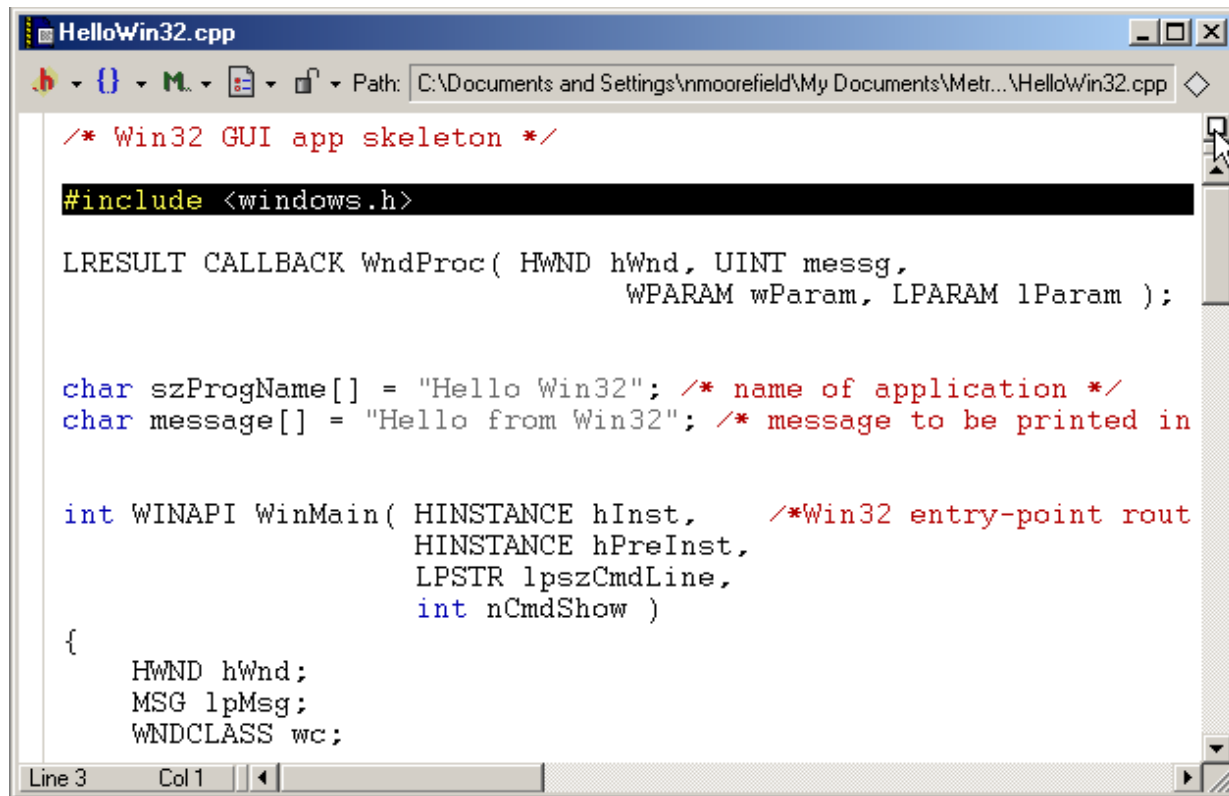 HelloWin32.cpp
.h {} M. Path: C:\Documents and Settings\nmoorefield\My Documents\Metr...\HelloWin32.cpp
/* Win32 GUI app skeleton */
#include <windows.h>
LRESULT CALLBACK WndProc( HWND hWnd, UINT messg,
WPARAM wParam, LPARAM lParam );
char szProgName[] = "Hello Win32"; /* name of application */
char message[] = "Hello from Win32"; /* message to be printed in
int WINAPI WinMain( HINSTANCE hInst, /*Win32 entry-point rout
HINSTANCE hPreInst,
LPSTR lpszCmdLine,
int nCmdShow )
{
HWND hWnd;
MSG lpMsg;
WNDCLASS wc;
Line 3 Col 1